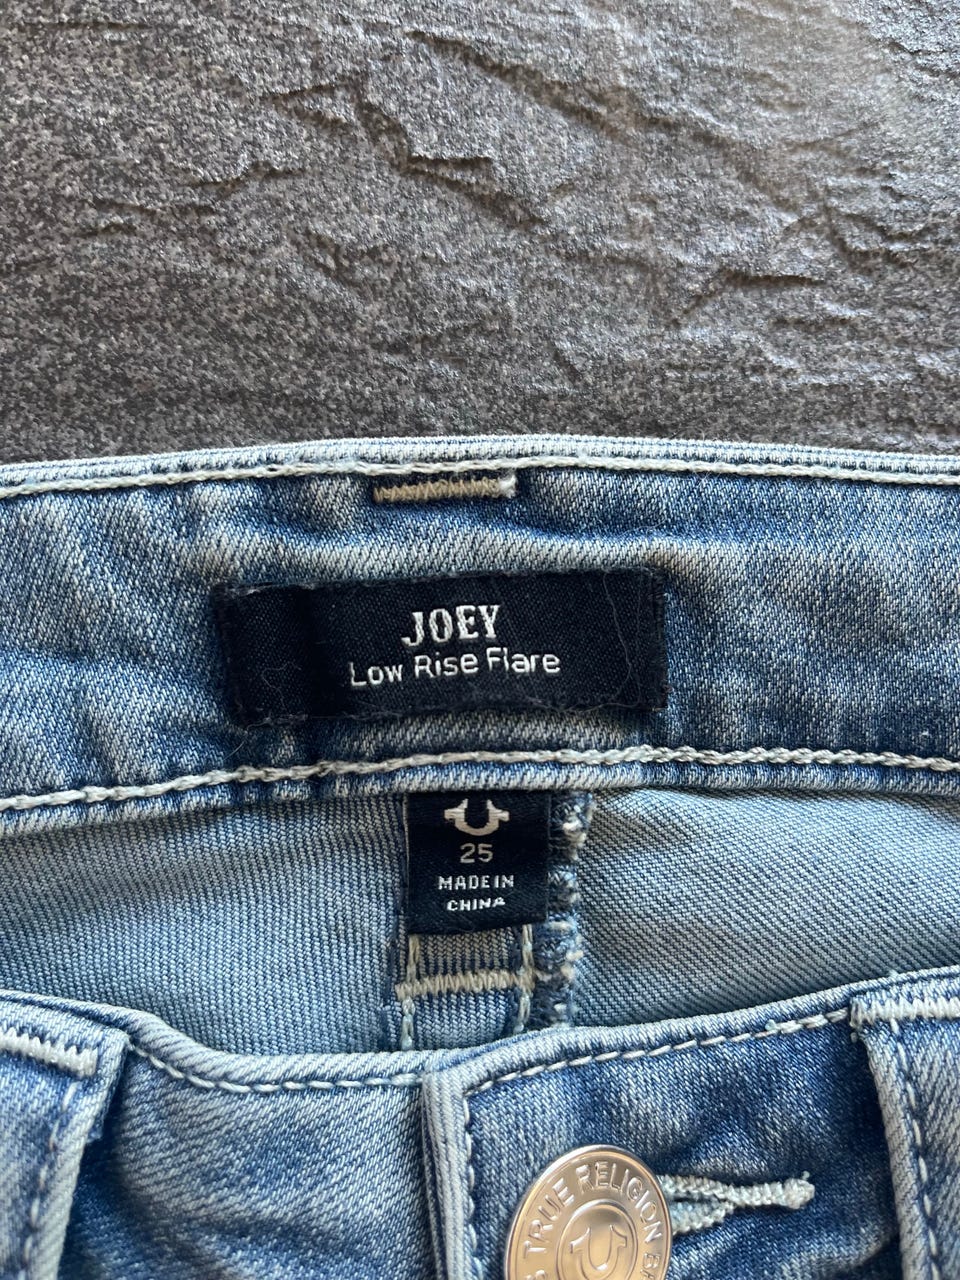 JOEY
Low Rise Flare
25
MADE IN
CHINA
TRUE RELIGION